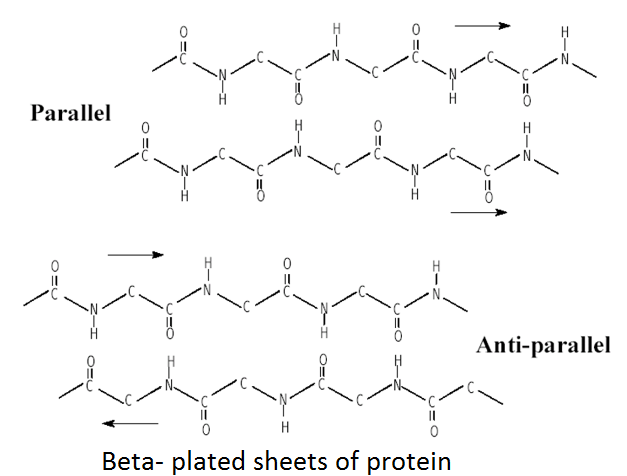 O H O H
C C N C C N
N C C N C
H O H O
Parallel
O H O H
C C N C C N
N C C N C
H O H O
O H O H
C C N C C N
N C C N C
H O H O
Anti-parallel
O H O H
C N C C N C
C C N C C
O H O
Beta- plated sheets of protein